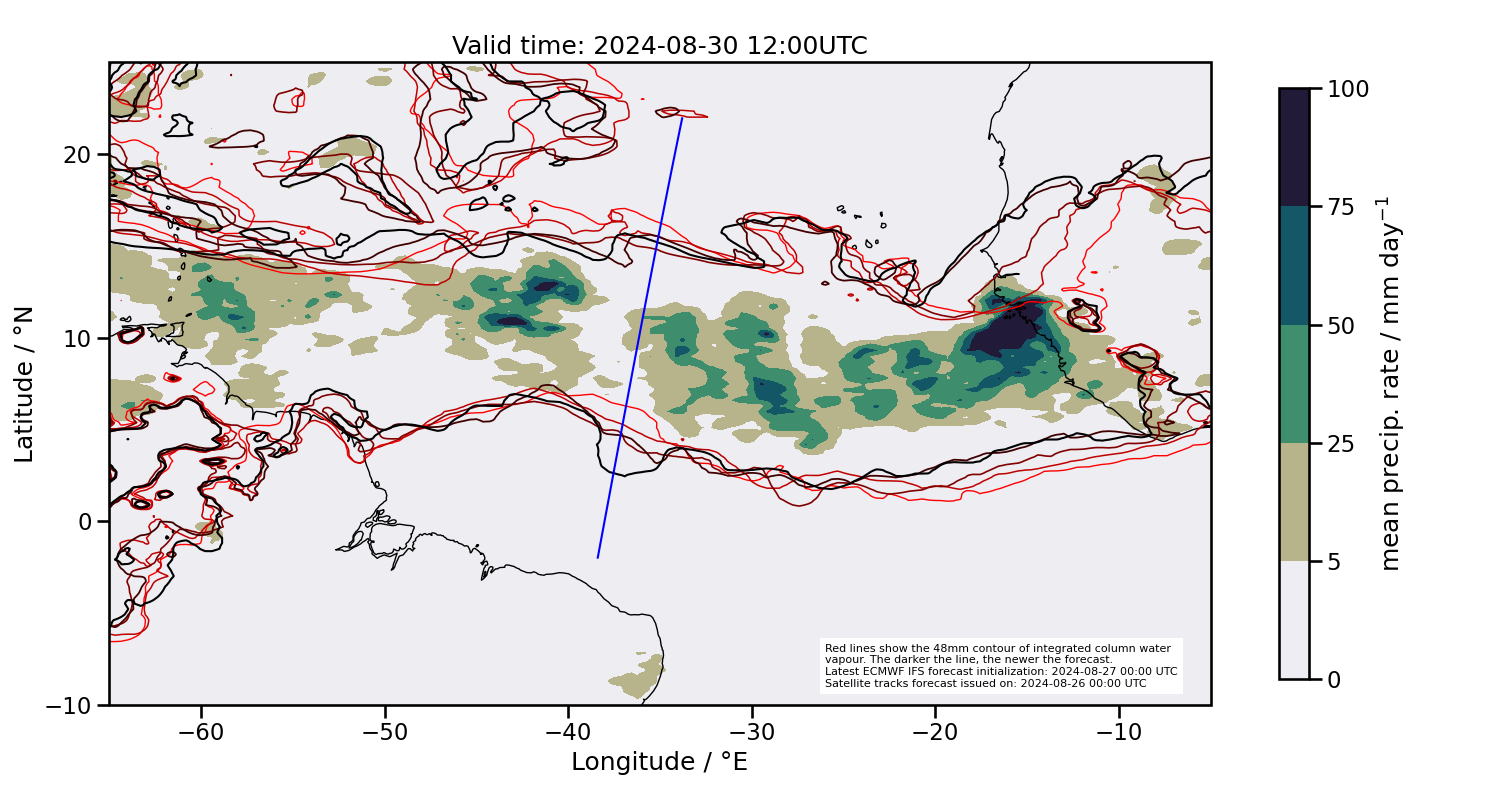 Valid time: 2024-08-30 12:00UTC
Latitude / °N
20
10
0
−10
−60
−50
−40
−30
−20
−10
Longitude / °E
Red lines show the 48mm contour of integrated column water
vapour. The darker the line, the newer the forecast.
Latest ECMWF IFS forecast initialization: 2024-08-27 00:00 UTC
Satellite tracks forecast issued on: 2024-08-26 00:00 UTC
100
75
50
25
5
0
mean precip. rate / mm day⁻¹